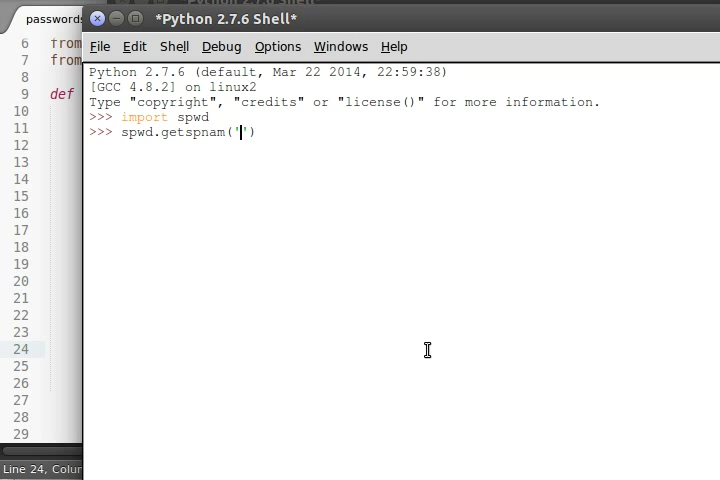 *Python 2.7.6 Shell*
passwords
File Edit Shell Debug Options Windows Help
Python 2.7.6 (default, Mar 22 2014, 22:59:38)
[GCC 4.8.2] on linux2
Type "copyright", "credits" or "license()" for more information.
>>> import spwd
>>> spwd.getspnam('')
6 from
7 from
8
9 def
10
11
12
13
14
15
16
17
18
19
20
21
22
23
24
25
26
27
28
29
Line 24, Colu